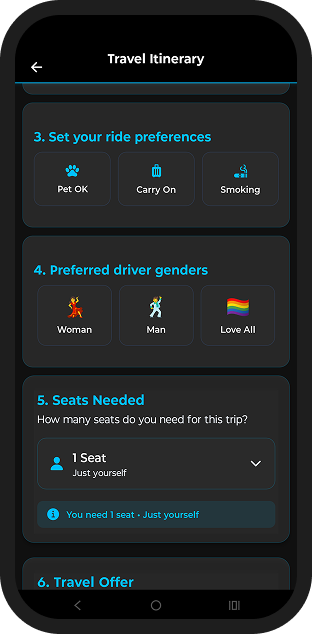 Travel Itinerary
3. Set your ride preferences
Pet OK
Carry On
Smoking
4. Preferred driver genders
Woman
Man
Love All
5. Seats Needed
How many seats do you need for this trip?
1 Seat
Just yourself
You need 1 seat • Just yourself
6. Travel Offer